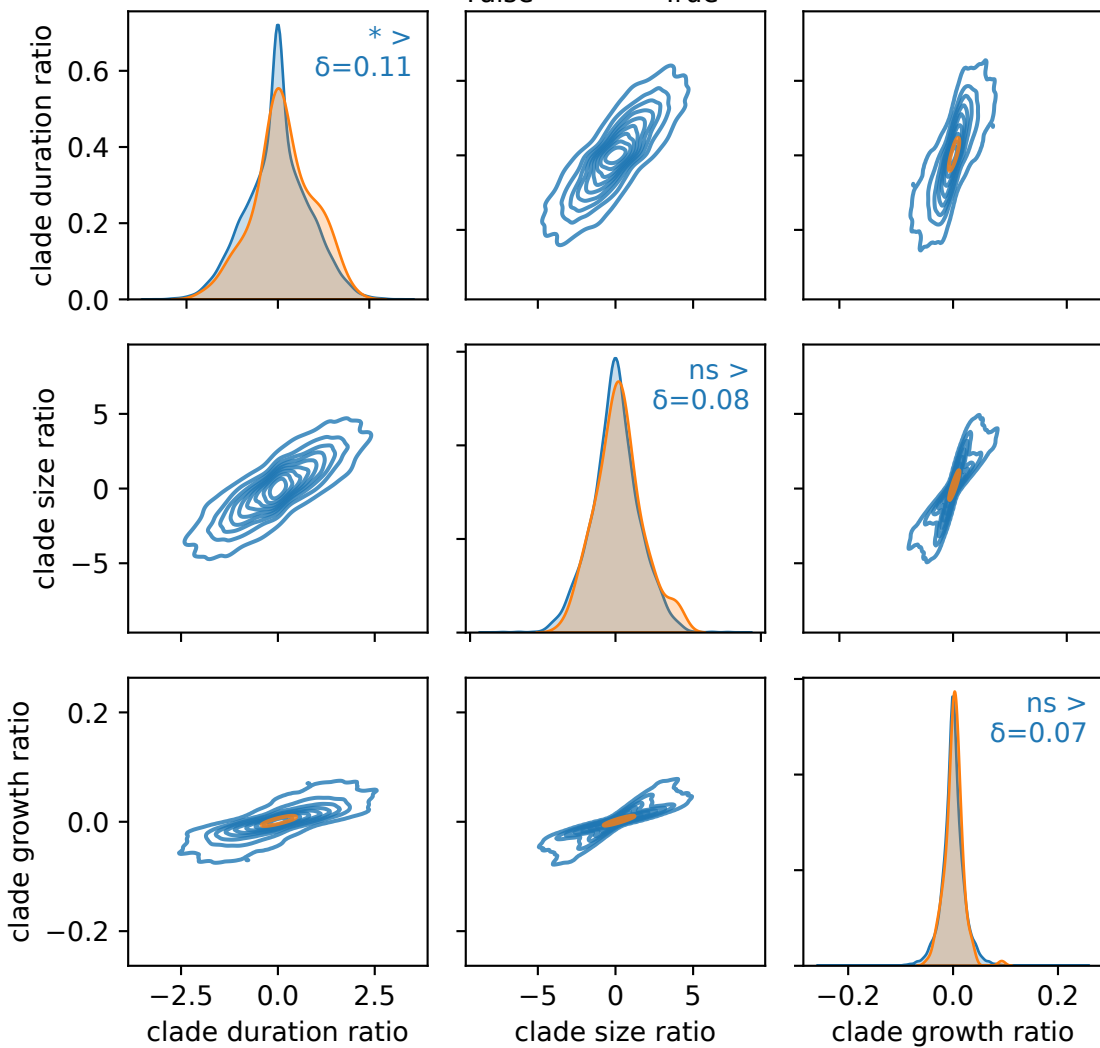 clade duration ratio
0.6
0.4
0.2
0.0
* >
δ=0.11
clade size ratio
5
0
−5
ns >
δ=0.08
clade growth ratio
0.2
0.0
−0.2
ns >
δ=0.07
−2.5 0.0 2.5
−5 0 5
−0.2 0.0 0.2
clade duration ratio
clade size ratio
clade growth ratio